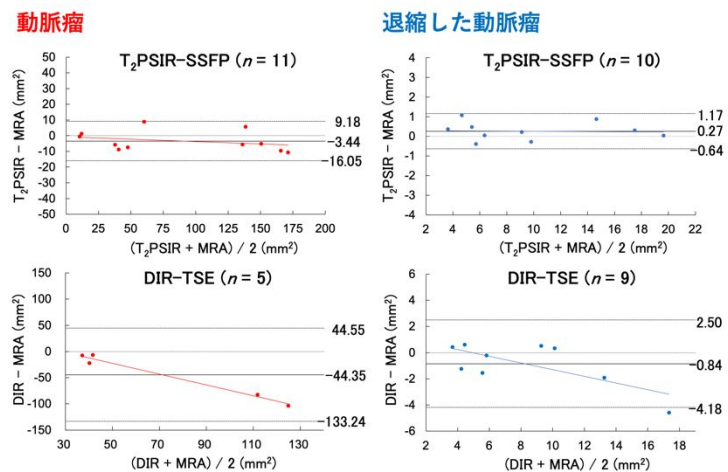 動脈瘤
退縮した動脈瘤
T₂PSIR-SSFP (n = 11)
T₂PSIR − MRA (mm²)
50
40
30
20
10
0
−10
−20
−30
−40
−50
9.18
−3.44
−16.05
0 25 50 75 100 125 150 175 200
(T₂PSIR + MRA) / 2 (mm²)
T₂PSIR-SSFP (n = 10)
T₂PSIR − MRA (mm²)
4
3
2
1
0
−1
−2
−3
−4
1.17
0.27
−0.64
2 4 6 8 10 12 14 16 18 20 22
(T₂PSIR + MRA) / 2 (mm²)
DIR-TSE (n = 5)
DIR − MRA (mm²)
150
100
50
0
−50
−100
−150
44.55
−44.35
−133.24
30 50 70 90 110 130
(DIR + MRA) / 2 (mm²)
DIR-TSE (n = 9)
DIR − MRA (mm²)
6
4
2
0
−2
−4
−6
2.50
−0.84
−4.18
2 4 6 8 10 12 14 16 18
(DIR + MRA) / 2 (mm²)